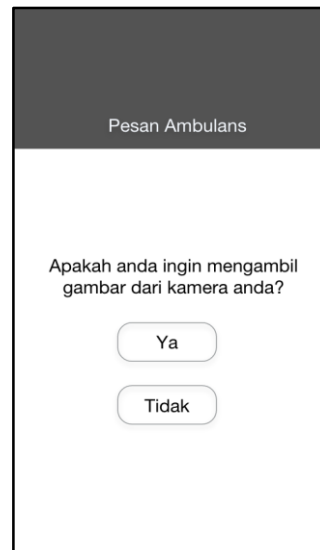 Pesan Ambulans
Apakah anda ingin mengambil
gambar dari kamera anda?
Ya
Tidak